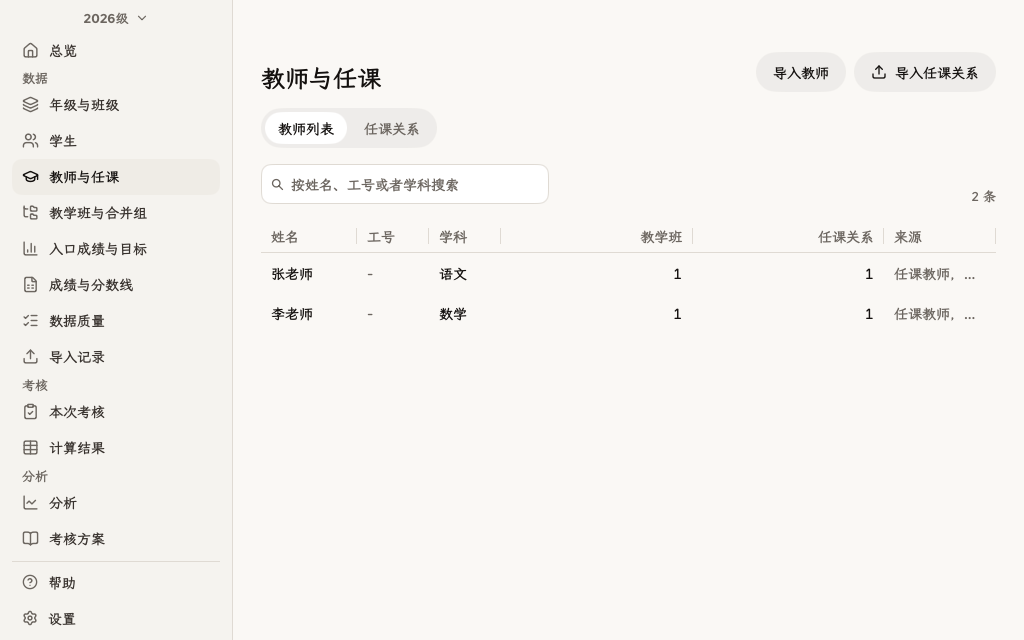 2026级
总览
数据
年级与班级
学生
教师与任课
教学班与合并组
入口成绩与目标
成绩与分数线
数据质量
导入记录
考核
本次考核
计算结果
分析
分析
考核方案
帮助
设置
教师与任课
导入教师
导入任课关系
教师列表 任课关系
按姓名、工号或者学科搜索
2 条
姓名 工号 学科 教学班 任课关系 来源
张老师 - 语文 1 1 任课教师, ...
李老师 - 数学 1 1 任课教师, ...